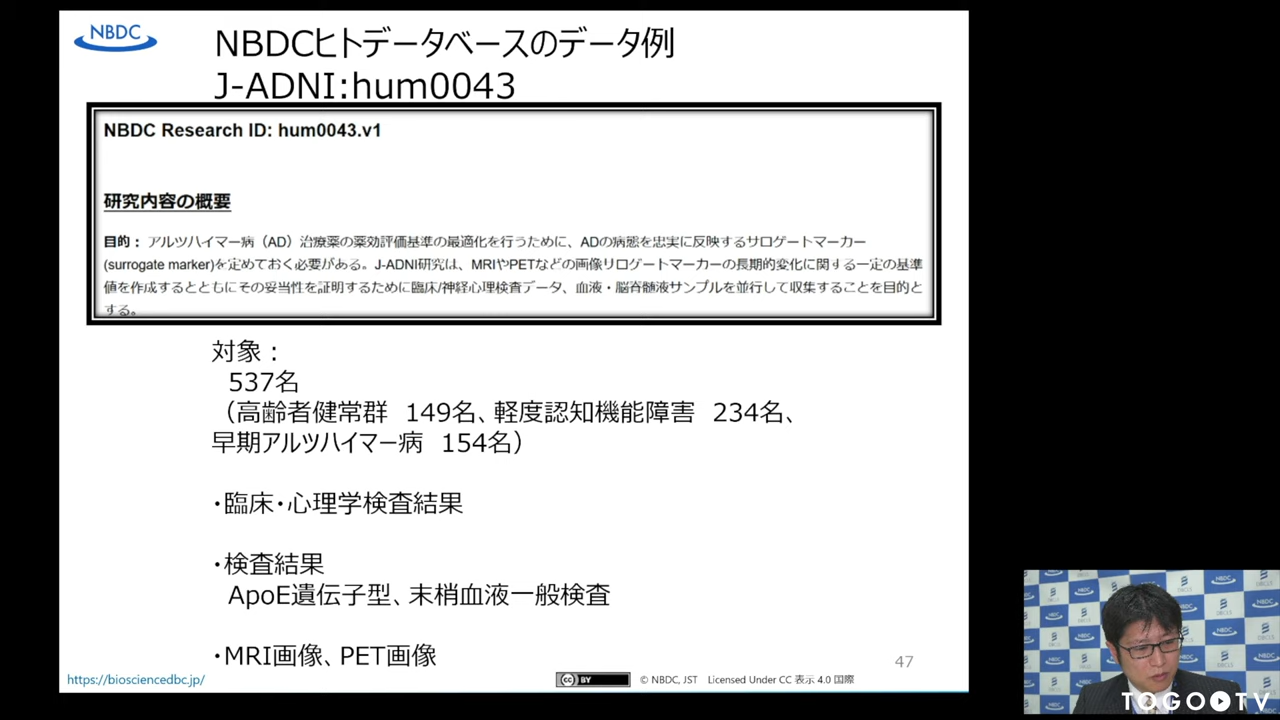 NBDC
NBDCヒトデータベースのデータ例
J-ADNI:hum0043
NBDC Research ID: hum0043.v1
研究内容の概要
目的： アルツハイマー病（AD）治療薬の薬効評価基準の最適化を行うために、ADの病態を忠実に反映するサロゲートマーカー
(surrogate marker)を定めておく必要がある。J-ADNI研究は、MRIやPETなどの画像サロゲートマーカーの長期的変化に関する一定の基準
値を作成するとともにその妥当性を証明するために臨床/神経心理検査データ、血液・脳脊髄液サンプルを並行して収集することを目的と
する。
対象：
537名
（高齢者健常群 149名、軽度認知機能障害 234名、
早期アルツハイマー病 154名）
・臨床・心理学検査結果
・検査結果
ApoE遺伝子型、末梢血液一般検査
・MRI画像、PET画像
47
https://biosciencedbc.jp/
cc BY
© NBDC, JST Licensed Under CC 表示 4.0 国際
TOGOTV